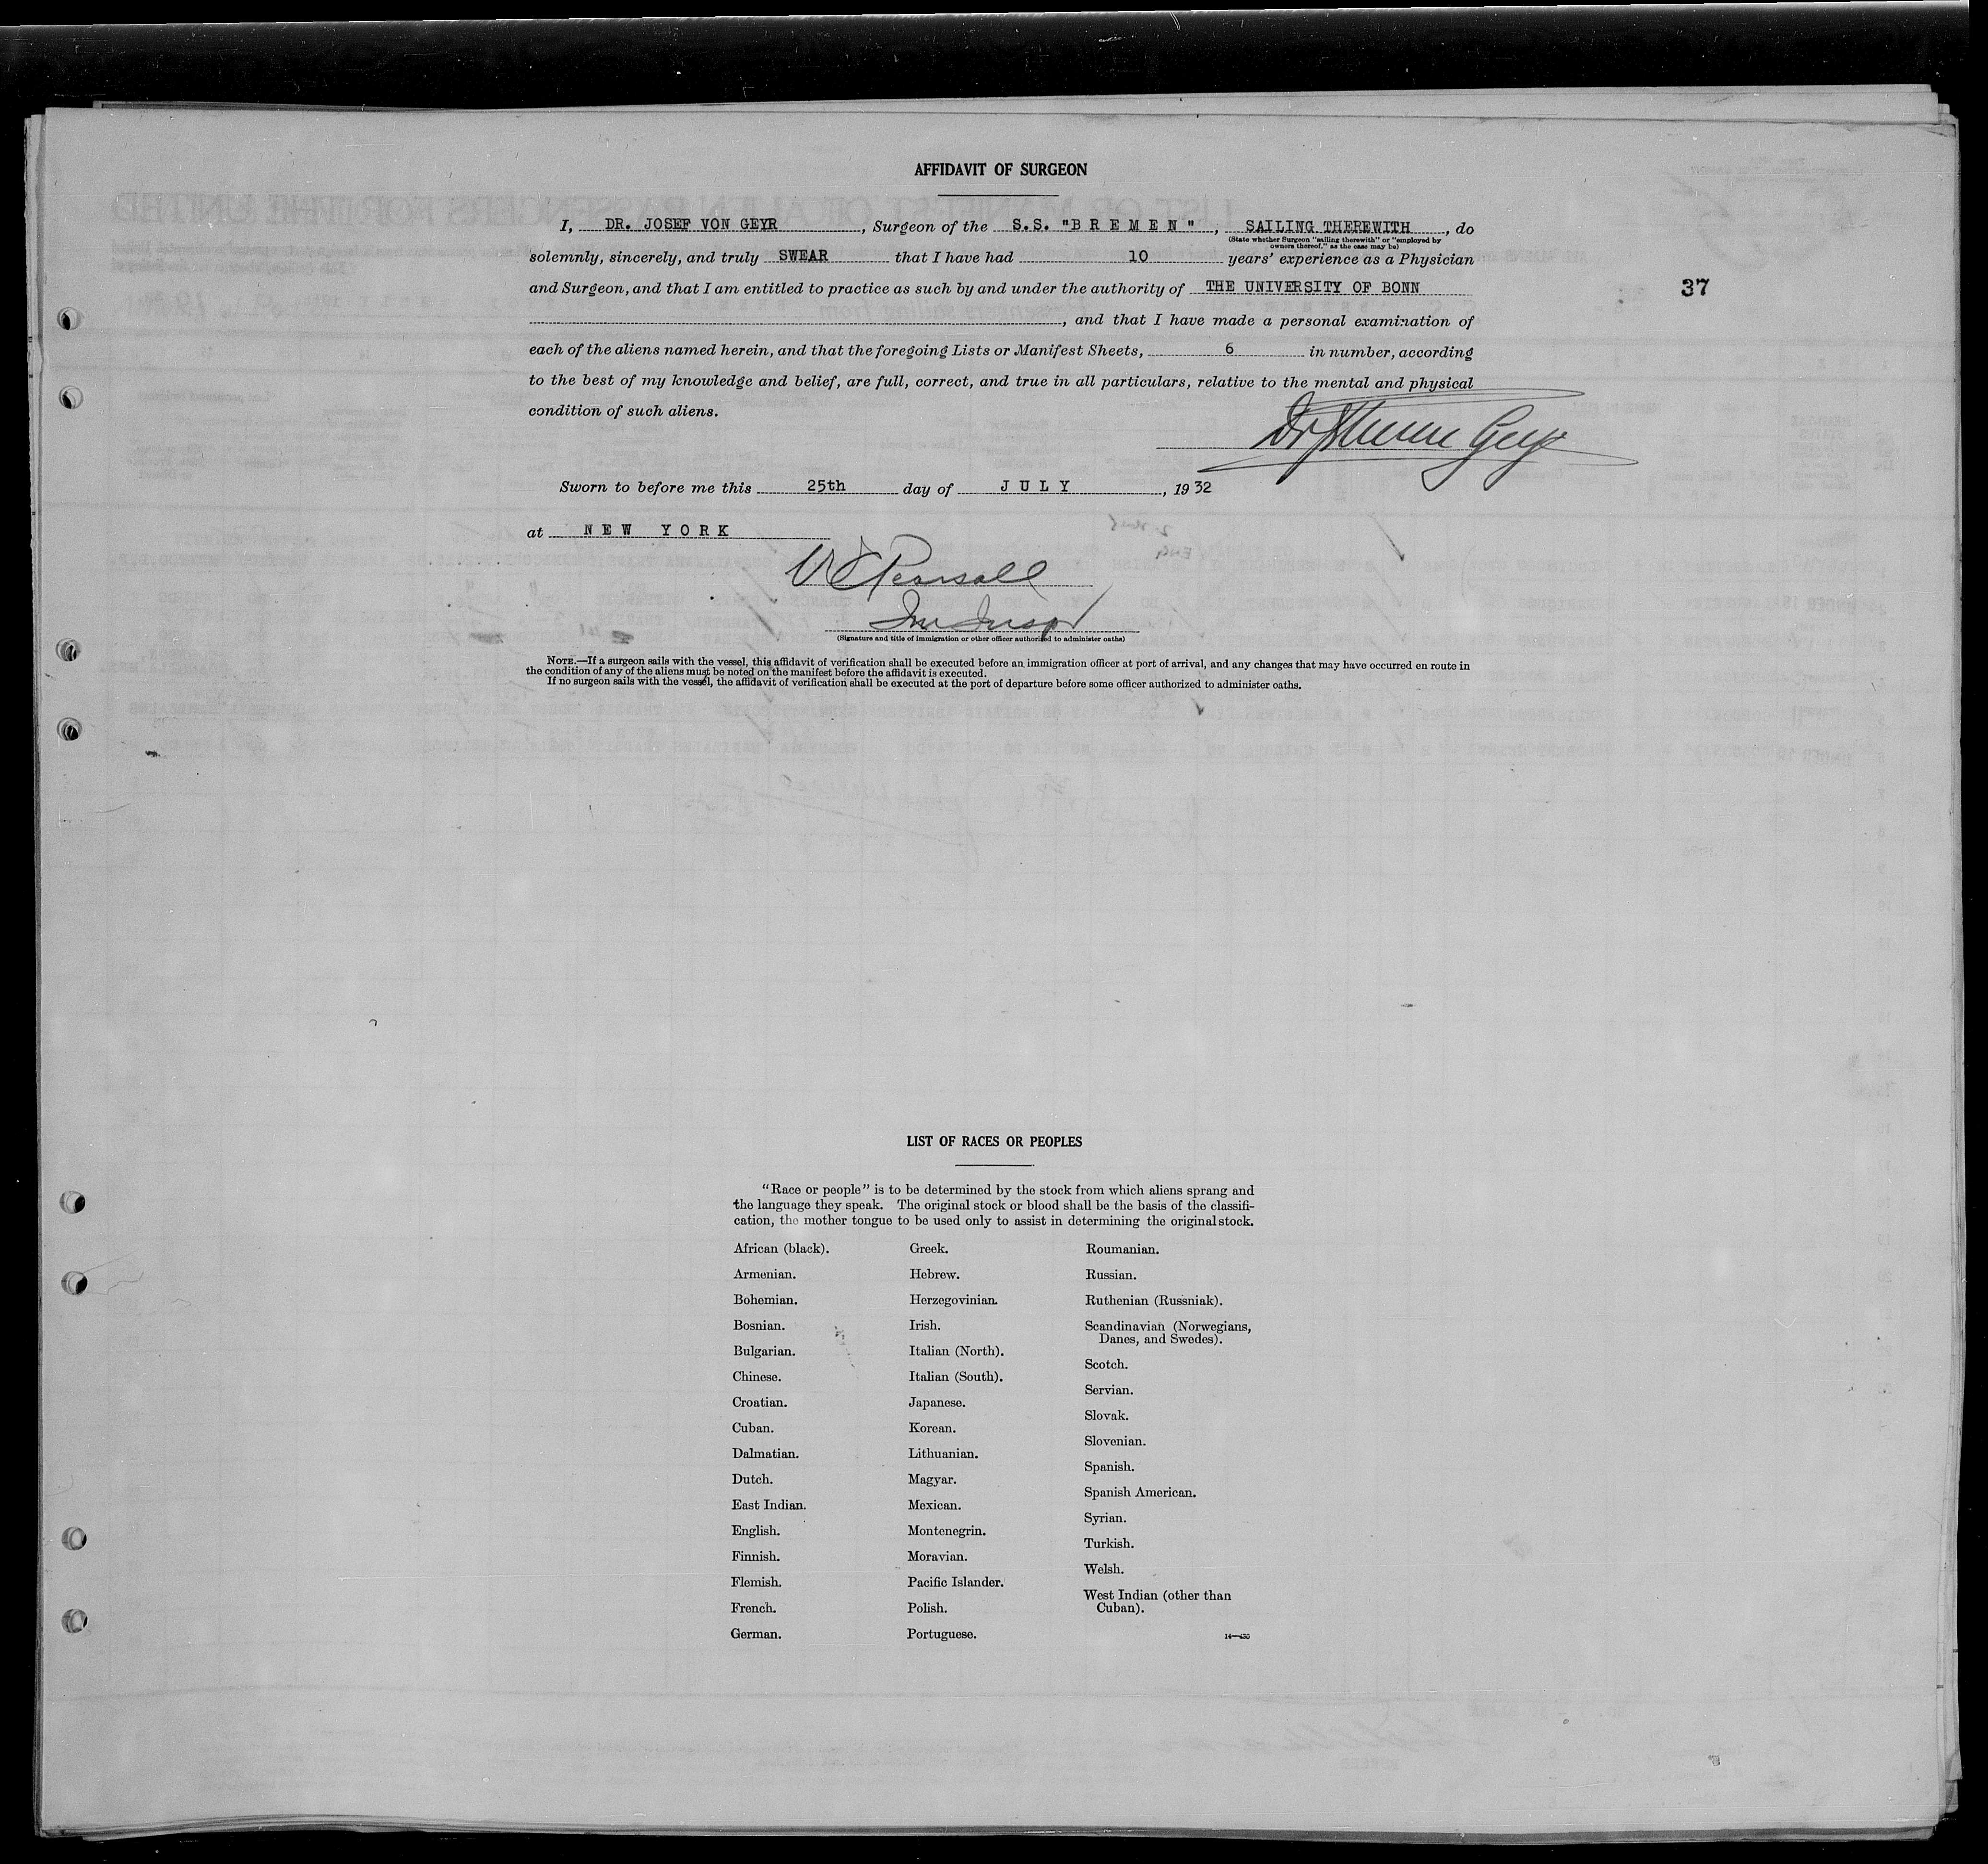 AFFIDAVIT OF SURGEON
I, DR. JOSEF VON GEYR, Surgeon of the S.S. "B R E M E N", SAILING THEREWITH, do
(State whether Surgeon "sailing therewith" or "employed by
owners thereof," as the case may be)
solemnly, sincerely, and truly SWEAR that I have had 10 years' experience as a Physician
and Surgeon, and that I am entitled to practice as such by and under the authority of THE UNIVERSITY OF BONN
37
, and that I have made a personal examination of
each of the aliens named herein, and that the foregoing Lists or Manifest Sheets, 6 in number, according
to the best of my knowledge and belief, are full, correct, and true in all particulars, relative to the mental and physical
condition of such aliens.
Sworn to before me this 25th day of J U L Y, 1932
at N E W Y O R K
Pearsall
(Signature and title of immigration or other officer authorized to administer oaths)
NOTE.—If a surgeon sails with the vessel, this affidavit of verification shall be executed before an immigration officer at port of arrival, and any changes that may have occurred en route in
the condition of any of the aliens must be noted on the manifest before the affidavit is executed.
If no surgeon sails with the vessel, the affidavit of verification shall be executed at the port of departure before some officer authorized to administer oaths.
LIST OF RACES OR PEOPLES
"Race or people" is to be determined by the stock from which aliens sprang and
the language they speak. The original stock or blood shall be the basis of the classifi-
cation, the mother tongue to be used only to assist in determining the original stock.
African (black).
Armenian.
Bohemian.
Bosnian.
Bulgarian.
Chinese.
Croatian.
Cuban.
Dalmatian.
Dutch.
East Indian.
English.
Finnish.
Flemish.
French.
German.
Greek.
Hebrew.
Herzegovinian.
Irish.
Italian (North).
Italian (South).
Japanese.
Korean.
Lithuanian.
Magyar.
Mexican.
Montenegrin.
Moravian.
Pacific Islander.
Polish.
Portuguese.
Roumanian.
Russian.
Ruthenian (Russniak).
Scandinavian (Norwegians,
Danes, and Swedes).
Scotch.
Servian.
Slovak.
Slovenian.
Spanish.
Spanish American.
Syrian.
Turkish.
Welsh.
West Indian (other than
Cuban).
14—430